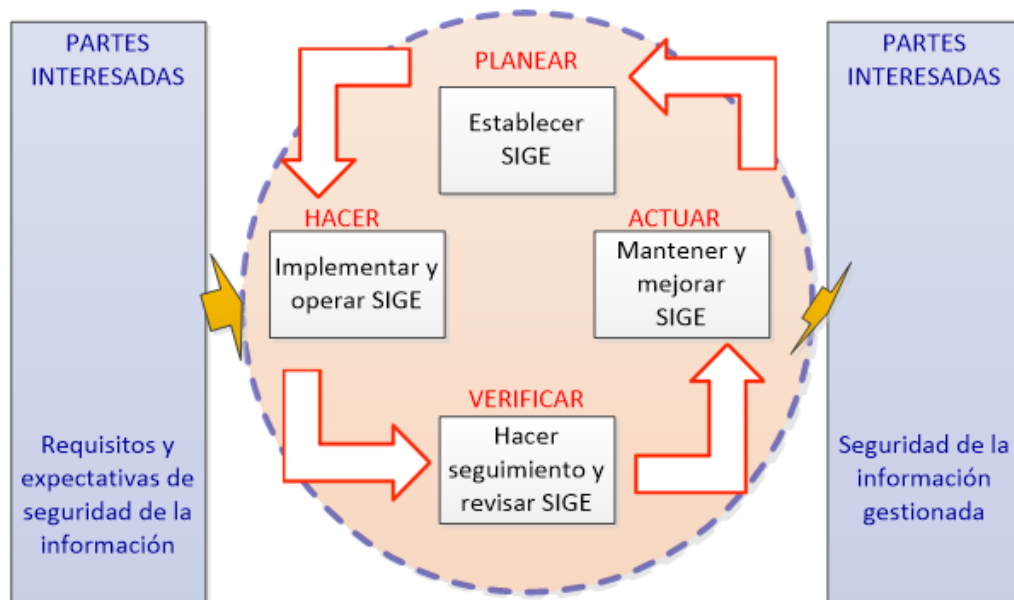 PARTES
INTERESADAS
Requisitos y
expectativas de
seguridad de la
información
PLANEAR
Establecer
SIGE
HACER
Implementar y
operar SIGE
ACTUAR
Mantener y
mejorar
SIGE
VERIFICAR
Hacer
seguimiento y
revisar SIGE
PARTES
INTERESADAS
Seguridad de la
información
gestionada